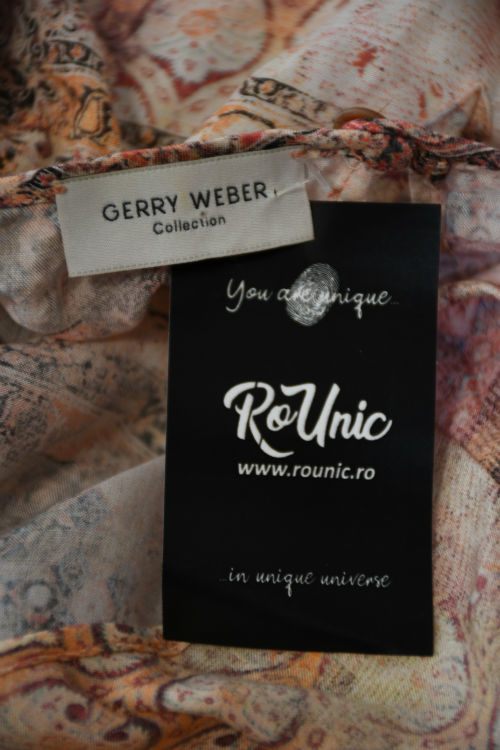 GERRY WEBER
Collection
You are unique...
RoUnic
www.rounic.ro
...in unique universe